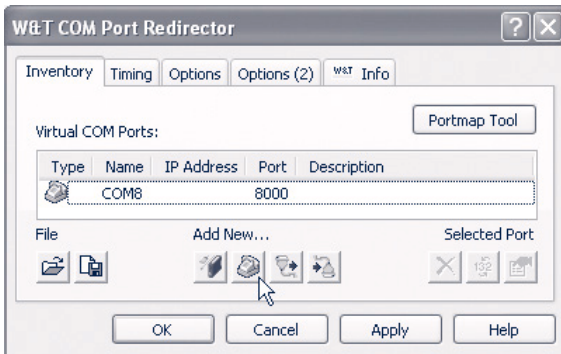 W&T COM Port Redirector
Inventory Timing Options Options (2) W&T Info
Portmap Tool
Virtual COM Ports:
Type Name IP Address Port Description
COM8 8000
File Add New... Selected Port
132
OK Cancel Apply Help